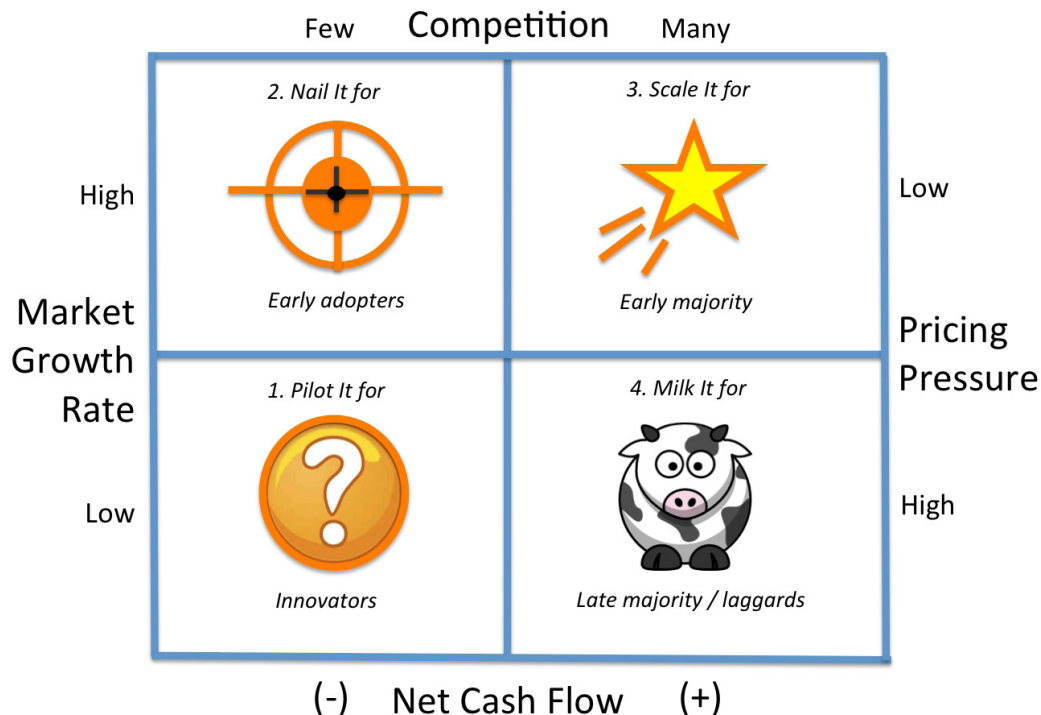 Few Competition Many
2. Nail It for
3. Scale It for
High
Low
Early adopters
Early majority
Market
Growth
Rate
Pricing
Pressure
1. Pilot It for
4. Milk It for
Low
High
Innovators
Late majority / laggards
(-) Net Cash Flow (+)